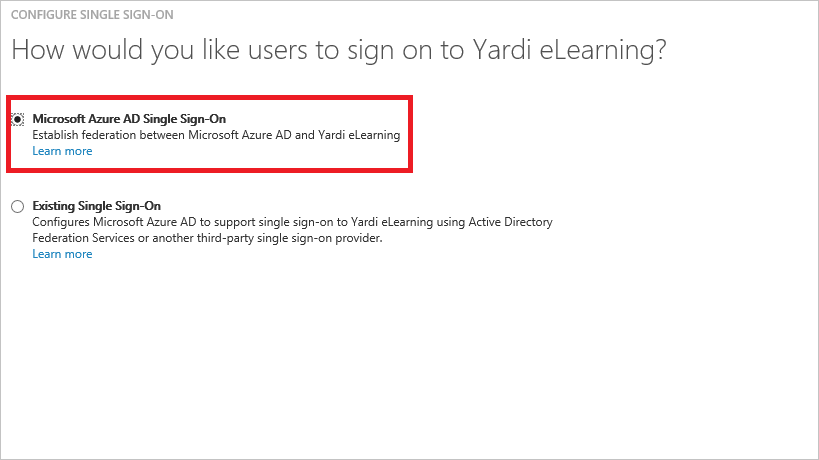 CONFIGURE SINGLE SIGN-ON
How would you like users to sign on to Yardi eLearning?
Microsoft Azure AD Single Sign-On
Establish federation between Microsoft Azure AD and Yardi eLearning
Learn more
Existing Single Sign-On
Configures Microsoft Azure AD to support single sign-on to Yardi eLearning using Active Directory
Federation Services or another third-party single sign-on provider.
Learn more